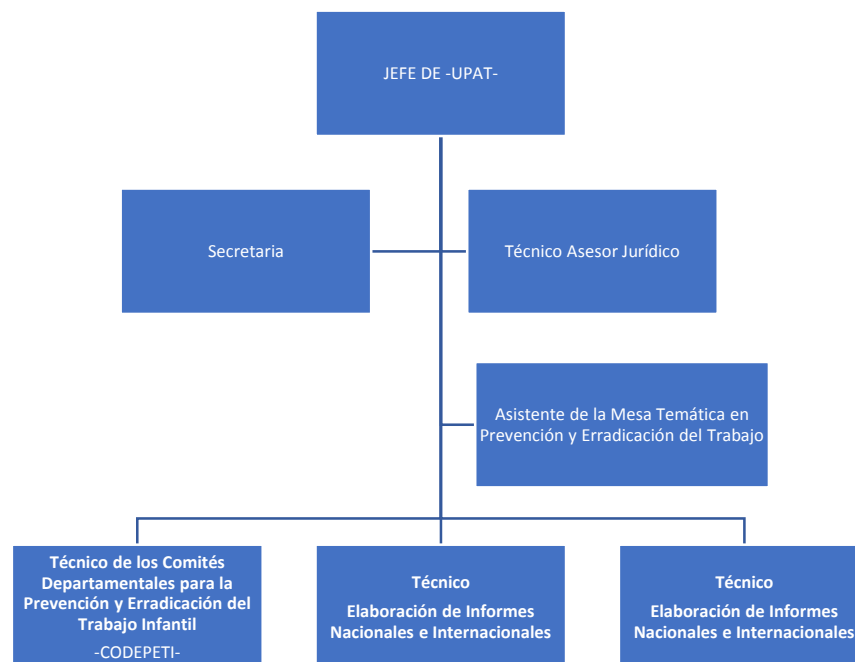 JEFE DE -UPAT-
Secretaria
Técnico Asesor Jurídico
Asistente de la Mesa Temática en
Prevención y Erradicación del Trabajo
Técnico de los Comités
Departamentales para la
Prevención y Erradicación del
Trabajo Infantil
-CODEPETI-
Técnico
Elaboración de Informes
Nacionales e Internacionales
Técnico
Elaboración de Informes
Nacionales e Internacionales